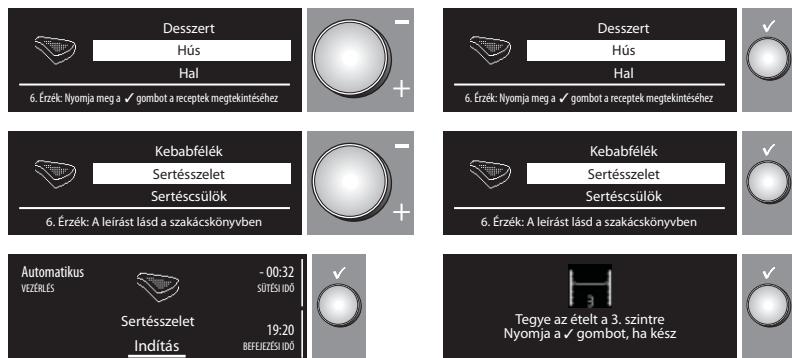 Desszert
Hús
Hal
6. Érzék: Nyomja meg a ✓ gombot a receptek megtekintéséhez
Desszert
Hús
Hal
6. Érzék: Nyomja meg a ✓ gombot a receptek megtekintéséhez
Kebabfélék
Sertésszelet
Sertéscsülök
6. Érzék: A leírást lásd a szakácskönyvben
Kebabfélék
Sertésszelet
Sertéscsülök
6. Érzék: A leírást lásd a szakácskönyvben
Automatikus
VEZÉRLÉS
- 00:32
SÜTÉSI IDŐ
Sertésszelet
Indítás
19:20
BEFEJEZÉSI IDŐ
3
Tegye az ételt a 3. szintre
Nyomja a ✓ gombot, ha kész